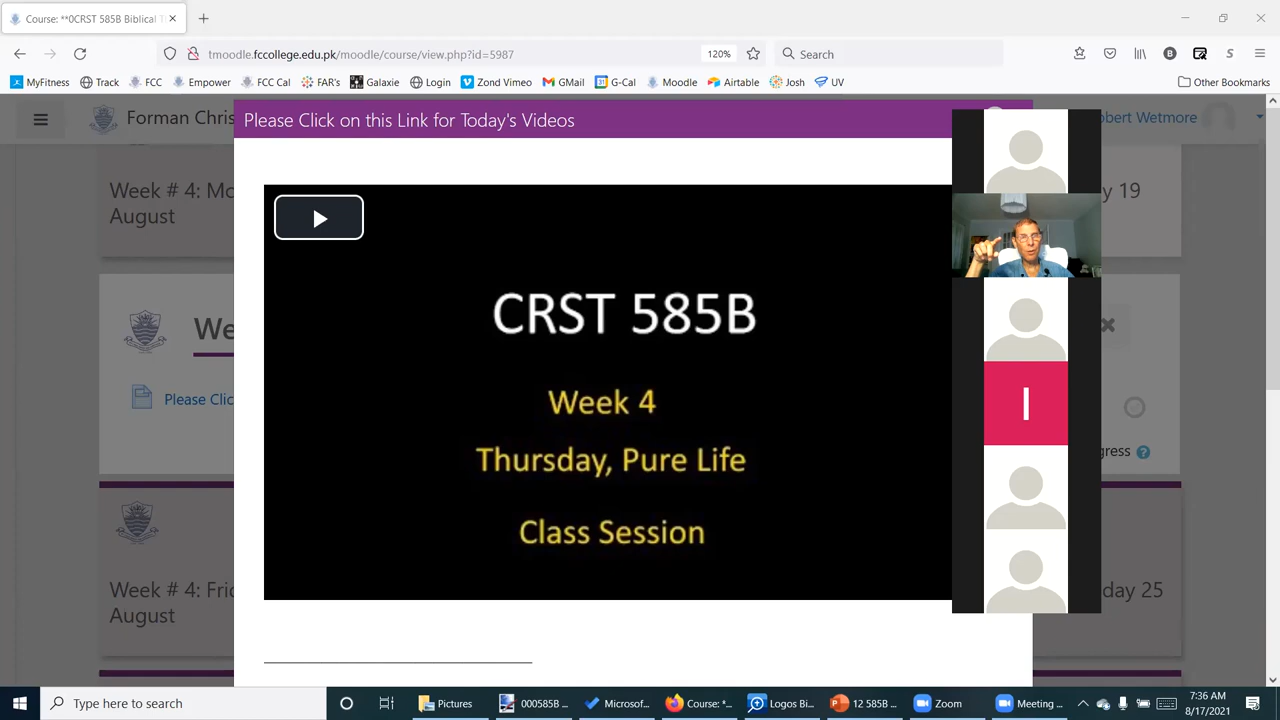 Course: **0CRST 585B Biblical T
tmoodle.fccollege.edu.pk/moodle/course/view.php?id=5987
120%
Search
MyFitness
Track
FCC
Empower
FCC Cal
FAR's
Galaxie
Login
Zond Vimeo
GMail
G-Cal
Moodle
Airtable
Josh
UV
Other Bookmarks
Forman Chris
Please Click on this Link for Today's Videos
obert Wetmore
Week # 4: Mo
August
ay 19
CRST 585B
We
Please Clic
gress
Week 4
Thursday, Pure Life
Class Session
I
Week # 4: Frid
August
day 25
Type here to search
Pictures
000585B ...
Microsof...
Course: *...
Logos Bi...
12 585B ...
Zoom
Meeting ...
7:36 AM
8/17/2021